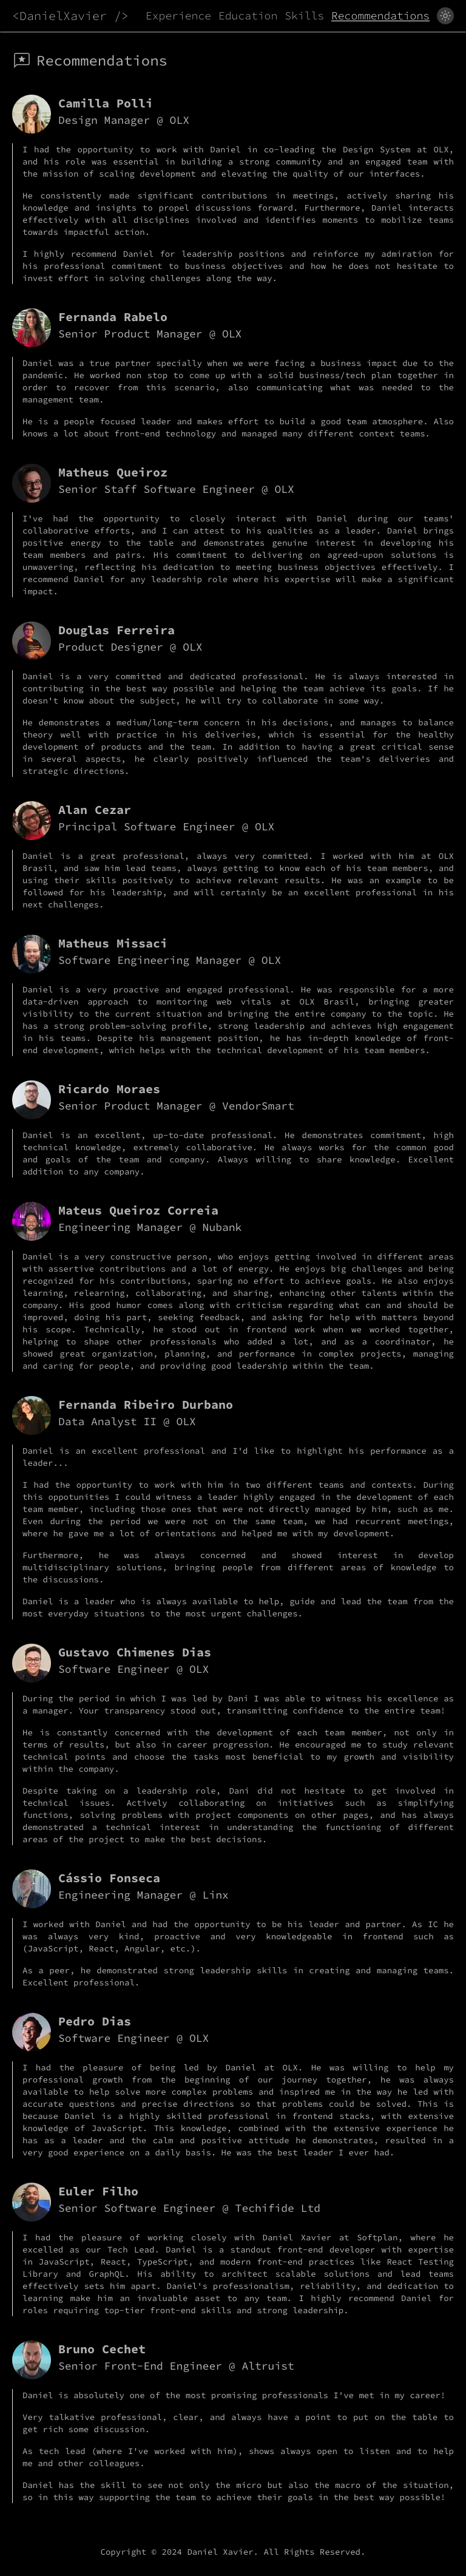 <DanielXavier />
Experience Education Skills Recommendations
Recommendations
Camilla Polli
Design Manager @ OLX
I had the opportunity to work with Daniel in co-leading the Design System at OLX,
and his role was essential in building a strong community and an engaged team with
the mission of scaling development and elevating the quality of our interfaces.
He consistently made significant contributions in meetings, actively sharing his
knowledge and insights to propel discussions forward. Furthermore, Daniel interacts
effectively with all disciplines involved and identifies moments to mobilize teams
towards impactful action.
I highly recommend Daniel for leadership positions and reinforce my admiration for
his professional commitment to business objectives and how he does not hesitate to
invest effort in solving challenges along the way.
Fernanda Rabelo
Senior Product Manager @ OLX
Daniel was a true partner specially when we were facing a business impact due to the
pandemic. He worked non stop to come up with a solid business/tech plan together in
order to recover from this scenario, also communicating what was needed to the
management team.
He is a people focused leader and makes effort to build a good team atmosphere. Also
knows a lot about front-end technology and managed many different context teams.
Matheus Queiroz
Senior Staff Software Engineer @ OLX
I've had the opportunity to closely interact with Daniel during our teams'
collaborative efforts, and I can attest to his qualities as a leader. Daniel brings
positive energy to the table and demonstrates genuine interest in developing his
team members and pairs. His commitment to delivering on agreed-upon solutions is
unwavering, reflecting his dedication to meeting business objectives effectively. I
recommend Daniel for any leadership role where his expertise will make a significant
impact.
Douglas Ferreira
Product Designer @ OLX
Daniel is a very committed and dedicated professional. He is always interested in
contributing in the best way possible and helping the team achieve its goals. If he
doesn't know about the subject, he will try to collaborate in some way.
He demonstrates a medium/long-term concern in his decisions, and manages to balance
theory well with practice in his deliveries, which is essential for the healthy
development of products and the team. In addition to having a great critical sense
in several aspects, he clearly positively influenced the team's deliveries and
strategic directions.
Alan Cezar
Principal Software Engineer @ OLX
Daniel is a great professional, always very committed. I worked with him at OLX
Brasil, and saw him lead teams, always getting to know each of his team members, and
using their skills positively to achieve relevant results. He was an example to be
followed for his leadership, and will certainly be an excellent professional in his
next challenges.
Matheus Missaci
Software Engineering Manager @ OLX
Daniel is a very proactive and engaged professional. He was responsible for a more
data-driven approach to monitoring web vitals at OLX Brasil, bringing greater
visibility to the current situation and bringing the entire company to the topic. He
has a strong problem-solving profile, strong leadership and achieves high engagement
in his teams. Despite his management position, he has in-depth knowledge of front-
end development, which helps with the technical development of his team members.
Ricardo Moraes
Senior Product Manager @ VendorSmart
Daniel is an excellent, up-to-date professional. He demonstrates commitment, high
technical knowledge, extremely collaborative. He always works for the common good
and goals of the team and company. Always willing to share knowledge. Excellent
addition to any company.
Mateus Queiroz Correia
Engineering Manager @ Nubank
Daniel is a very constructive person, who enjoys getting involved in different areas
with assertive contributions and a lot of energy. He enjoys big challenges and being
recognized for his contributions, sparing no effort to achieve goals. He also enjoys
learning, relearning, collaborating, and sharing, enhancing other talents within the
company. His good humor comes along with criticism regarding what can and should be
improved, doing his part, seeking feedback, and asking for help with matters beyond
his scope. Technically, he stood out in frontend work when we worked together,
helping to shape other professionals who added a lot, and as a coordinator, he
showed great organization, planning, and performance in complex projects, managing
and caring for people, and providing good leadership within the team.
Fernanda Ribeiro Durbano
Data Analyst II @ OLX
Daniel is an excellent professional and I'd like to highlight his performance as a
leader...
I had the opportunity to work with him in two different teams and contexts. During
this oppotunities I could witness a leader highly engaged in the development of each
team member, including those ones that were not directly managed by him, such as me.
Even during the period we were not on the same team, we had recurrent meetings,
where he gave me a lot of orientations and helped me with my development.
Furthermore, he was always concerned and showed interest in develop
multidisciplinary solutions, bringing people from different areas of knowledge to
the discussions.
Daniel is a leader who is always available to help, guide and lead the team from the
most everyday situations to the most urgent challenges.
Gustavo Chimenes Dias
Software Engineer @ OLX
During the period in which I was led by Dani I was able to witness his excellence as
a manager. Your transparency stood out, transmitting confidence to the entire team!
He is constantly concerned with the development of each team member, not only in
terms of results, but also in career progression. He encouraged me to study relevant
technical points and choose the tasks most beneficial to my growth and visibility
within the company.
Despite taking on a leadership role, Dani did not hesitate to get involved in
technical issues. Actively collaborating on initiatives such as simplifying
functions, solving problems with project components on other pages, and has always
demonstrated a technical interest in understanding the functioning of different
areas of the project to make the best decisions.
Cássio Fonseca
Engineering Manager @ Linx
I worked with Daniel and had the opportunity to be his leader and partner. As IC he
was always very kind, proactive and very knowledgeable in frontend such as
(JavaScript, React, Angular, etc.).
As a peer, he demonstrated strong leadership skills in creating and managing teams.
Excellent professional.
Pedro Dias
Software Engineer @ OLX
I had the pleasure of being led by Daniel at OLX. He was willing to help my
professional growth from the beginning of our journey together, he was always
available to help solve more complex problems and inspired me in the way he led with
accurate questions and precise directions so that problems could be solved. This is
because Daniel is a highly skilled professional in frontend stacks, with extensive
knowledge of JavaScript. This knowledge, combined with the extensive experience he
has as a leader and the calm and positive attitude he demonstrates, resulted in a
very good experience on a daily basis. He was the best leader I ever had.
Euler Filho
Senior Software Engineer @ Techifide Ltd
I had the pleasure of working closely with Daniel Xavier at Softplan, where he
excelled as our Tech Lead. Daniel is a standout front-end developer with expertise
in JavaScript, React, TypeScript, and modern front-end practices like React Testing
Library and GraphQL. His ability to architect scalable solutions and lead teams
effectively sets him apart. Daniel's professionalism, reliability, and dedication to
learning make him an invaluable asset to any team. I highly recommend Daniel for
roles requiring top-tier front-end skills and strong leadership.
Bruno Cechet
Senior Front-End Engineer @ Altruist
Daniel is absolutely one of the most promising professionals I've met in my career!
Very talkative professional, clear, and always have a point to put on the table to
get rich some discussion.
As tech lead (where I've worked with him), shows always open to listen and to help
me and other colleagues.
Daniel has the skill to see not only the micro but also the macro of the situation,
so in this way supporting the team to achieve their goals in the best way possible!
Copyright © 2024 Daniel Xavier. All Rights Reserved.